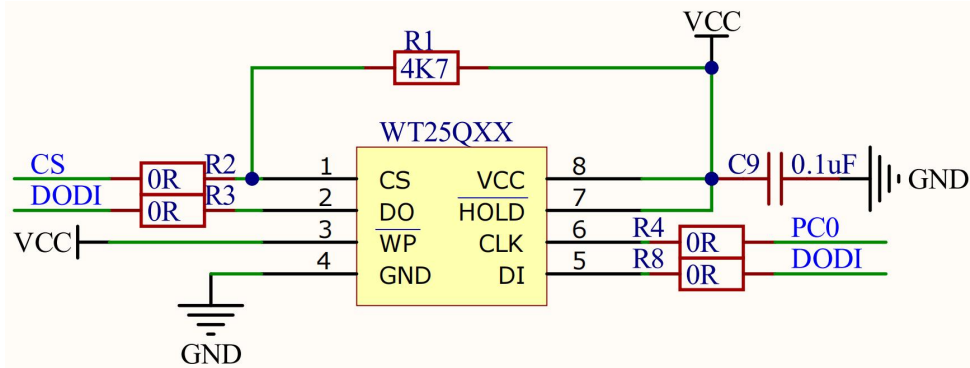 VCC
R1
4K7
WT25QXX
CS
0R
R2
1
CS
VCC
8
C9
0.1uF
GND
DODI
0R
R3
2
DO
HOLD
7
VCC
3
WP
CLK
6
R4
0R
PC0
4
GND
DI
5
R8
0R
DODI
GND